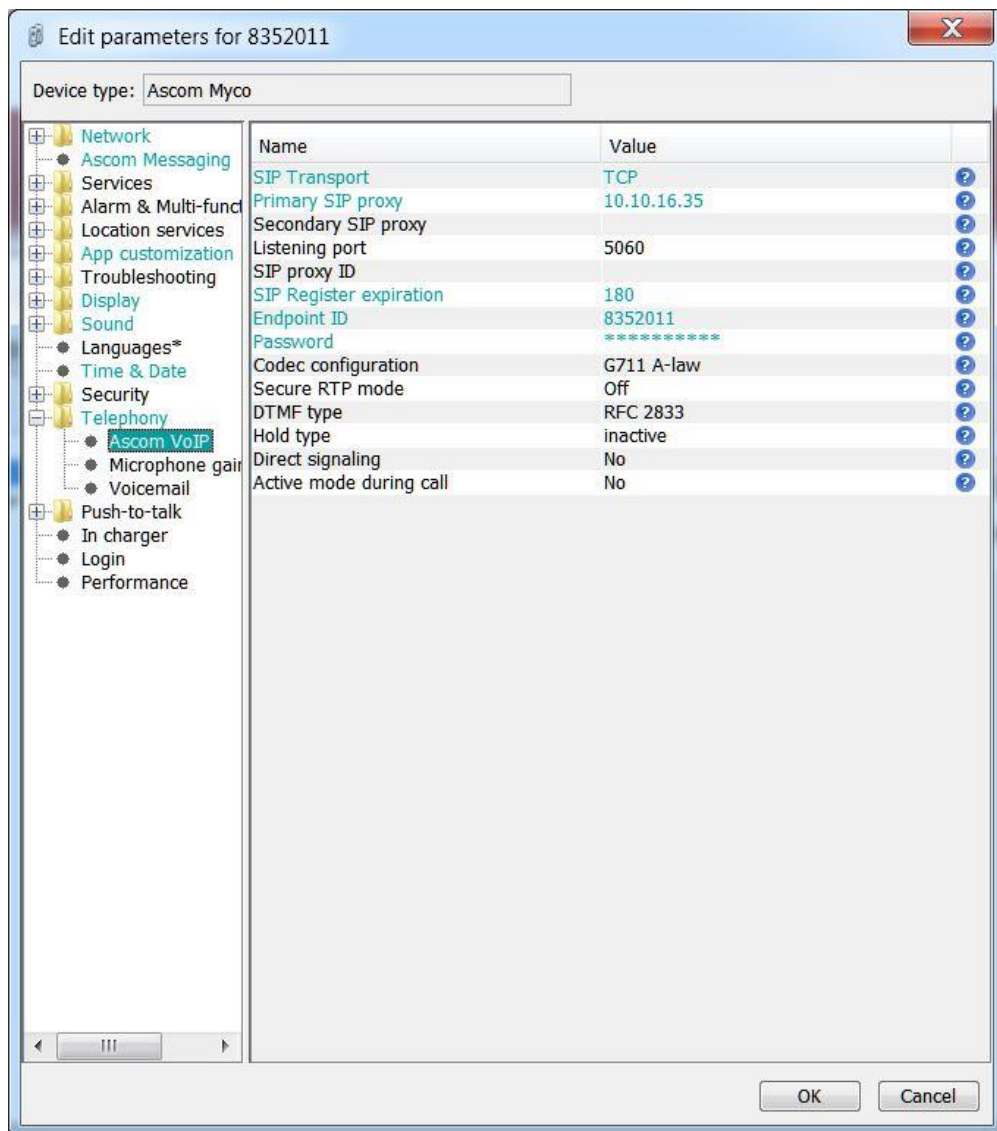 Edit parameters for 8352011
Device type: Ascom Myco
Network
Ascom Messaging
Services
Alarm & Multi-funct
Location services
App customization
Troubleshooting
Display
Sound
Languages*
Time & Date
Security
Telephony
Ascom VoIP
Microphone gair
Voicemail
Push-to-talk
In charger
Login
Performance
Name Value
SIP Transport TCP
Primary SIP proxy 10.10.16.35
Secondary SIP proxy
Listening port 5060
SIP proxy ID
SIP Register expiration 180
Endpoint ID 8352011
Password **********
Codec configuration G711 A-law
Secure RTP mode Off
DTMF type RFC 2833
Hold type inactive
Direct signaling No
Active mode during call No
OK Cancel